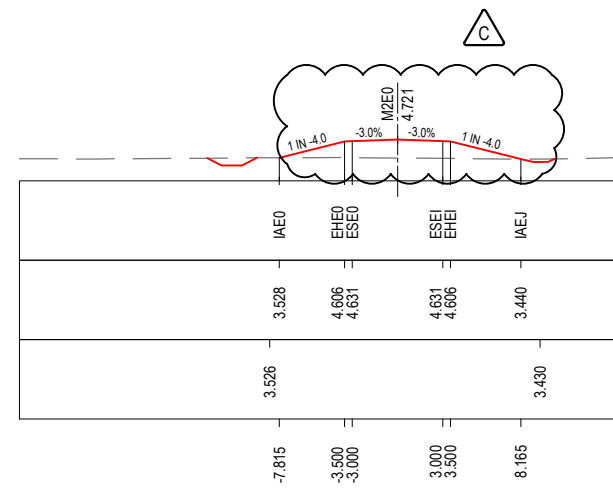 C
M2E0
4.721
1 IN -4.0
-3.0%
-3.0%
1 IN -4.0
IAE0
EHE0
ESE0
ESEI
EHEI
IAEJ
3.528
4.606
4.631
4.631
4.606
3.440
3.526
3.430
-7.815
-3.500
-3.000
3.000
3.500
8.165